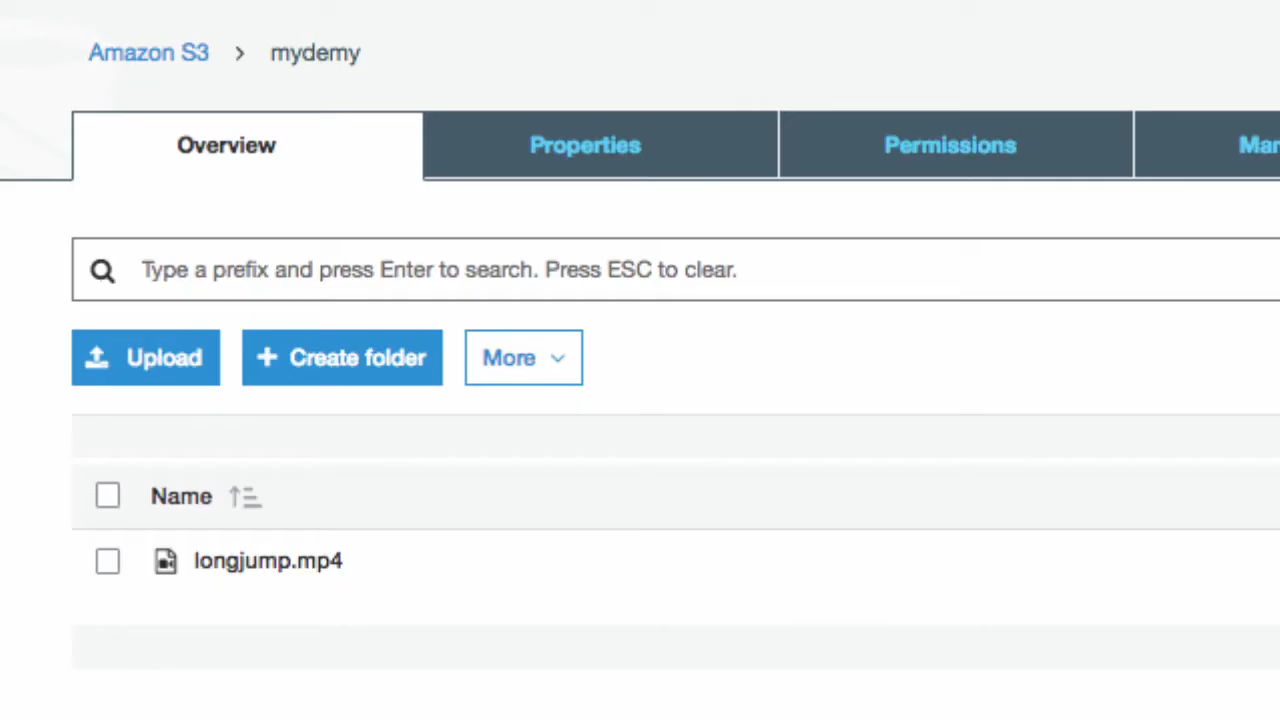 Amazon S3 > mydemy
Overview Properties Permissions
Type a prefix and press Enter to search. Press ESC to clear.
Upload + Create folder More
Name
longjump.mp4